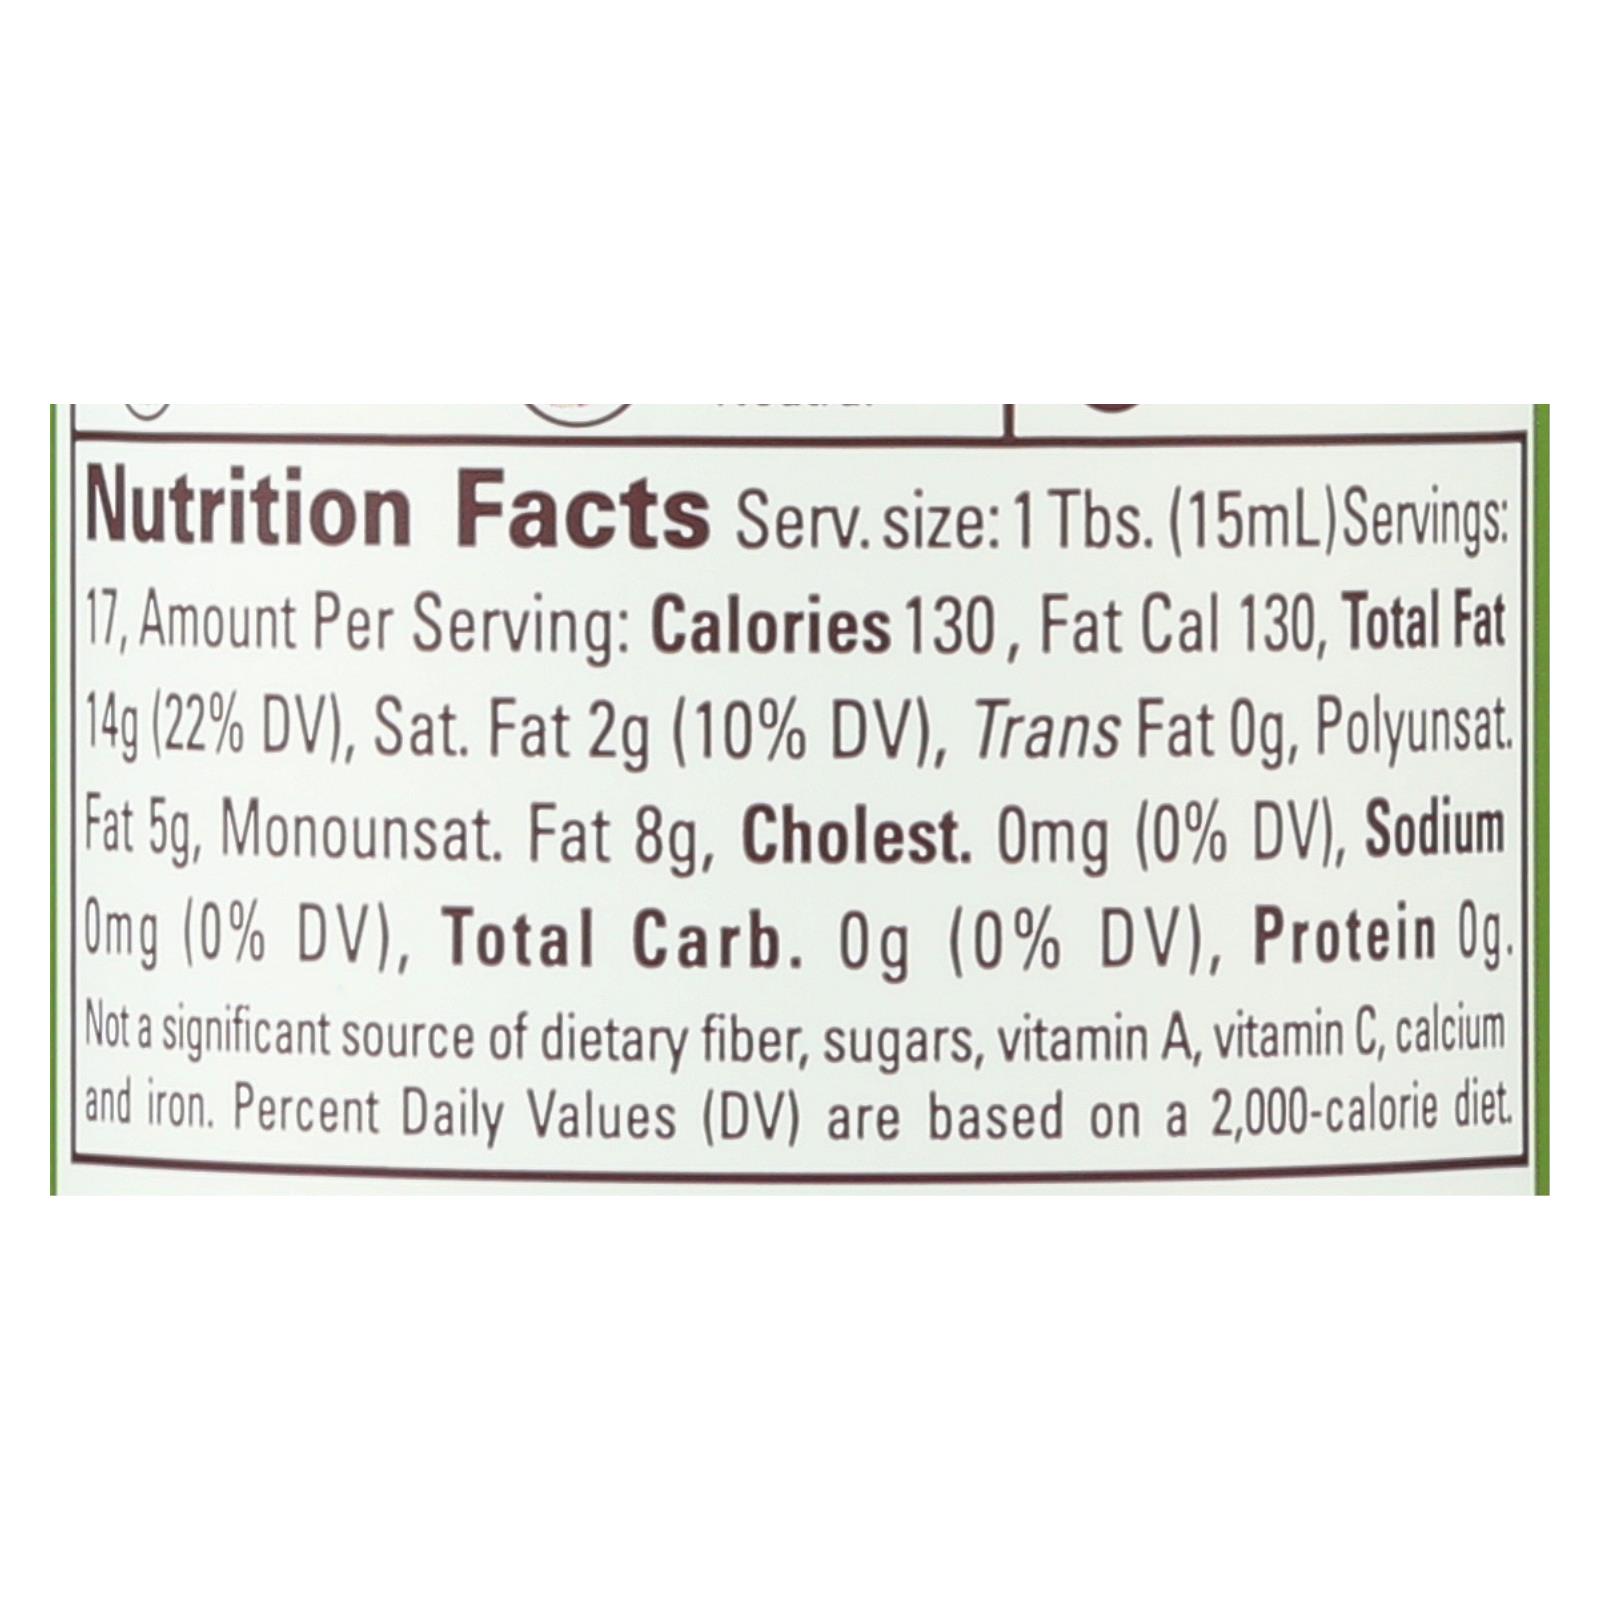 Nutrition Facts Serv. size: 1 Tbs. (15mL) Servings:
17, Amount Per Serving: Calories 130 , Fat Cal 130, Total Fat
14g (22% DV), Sat. Fat 2g (10% DV), Trans Fat 0g, Polyunsat.
Fat 5g, Monounsat. Fat 8g, Cholest. 0mg (0% DV), Sodium
0mg (0% DV), Total Carb. 0g (0% DV), Protein 0g.
Not a significant source of dietary fiber, sugars, vitamin A, vitamin C, calcium
and iron. Percent Daily Values (DV) are based on a 2,000-calorie diet.